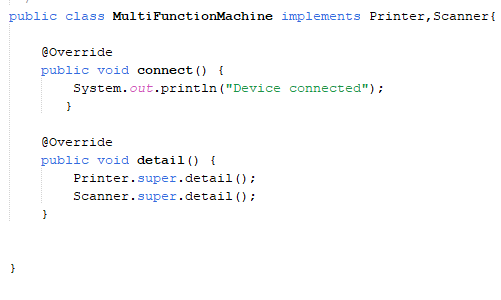 public class MultiFunctionMachine implements Printer,Scanner{
@Override
public void connect() {
System.out.println("Device connected");
}
@Override
public void detail() {
Printer.super.detail();
Scanner.super.detail();
}
}